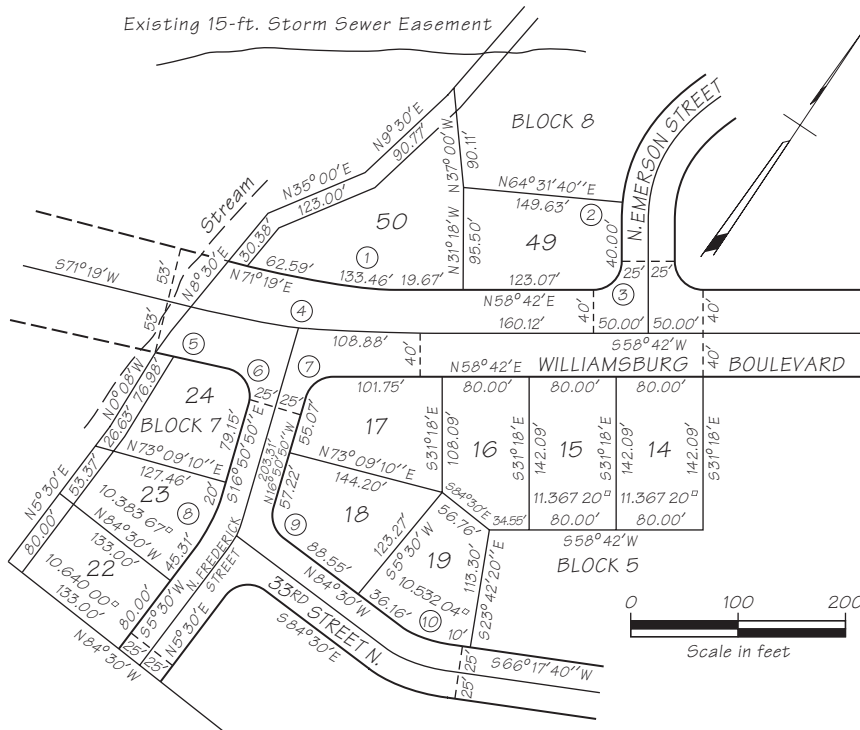 Existing 15-ft. Storm Sewer Easement
BLOCK 8
N. EMERSON STREET
N9°30'E
90.77'
N37°00'W
90.11'
N35°00'E
123.00'
N64°31'40"E
149.63'
2
Stream
50
49
40.00'
N31°18'W
95.50'
30.38'
N8°30'E
S71°19'W
53'
53'
62.59'
N71°19'E
1
133.46'
19.67'
123.07'
25'
25'
N58°42'E
3
40'
40'
160.12'
50.00'
50.00'
4
108.88'
S58°42'W
40'
40'
N58°42'E
WILLIAMSBURG BOULEVARD
5
6
7
N0°08'W
76.98'
26.63'
24
BLOCK 7
79.15'
25'
25'
S16°50'50"E
203.31'
N16°50'50"W
55.07'
57.22'
101.75'
80.00'
80.00'
80.00'
17
16
15
14
S31°18'E
108.09'
S31°18'E
142.09'
S31°18'E
142.09'
142.09'
S31°18'E
N73°09'10"E
127.46'
N73°09'10"E
144.20'
53.37'
N5°30'E
80.00'
23
10.383 67□
8
20'
45.31'
N84°30'W
133.00'
22
10.640 00□
133.00'
N84°30'W
80.00'
S5°30'W
25'
25'
N5°30'E
N. FREDERICK
STREET
9
18
88.55'
N84°30'W
36.16'
123.27'
S5°30'W
S84°30'E
56.76'
34.55'
11.367 20□
11.367 20□
80.00'
80.00'
S58°42'W
BLOCK 5
19
10.532.04□
10
10'
113.30'
S23°42'20"E
33RD STREET N.
S84°30'E
S66°17'40"W
25'
25'
0
100
200
Scale in feet